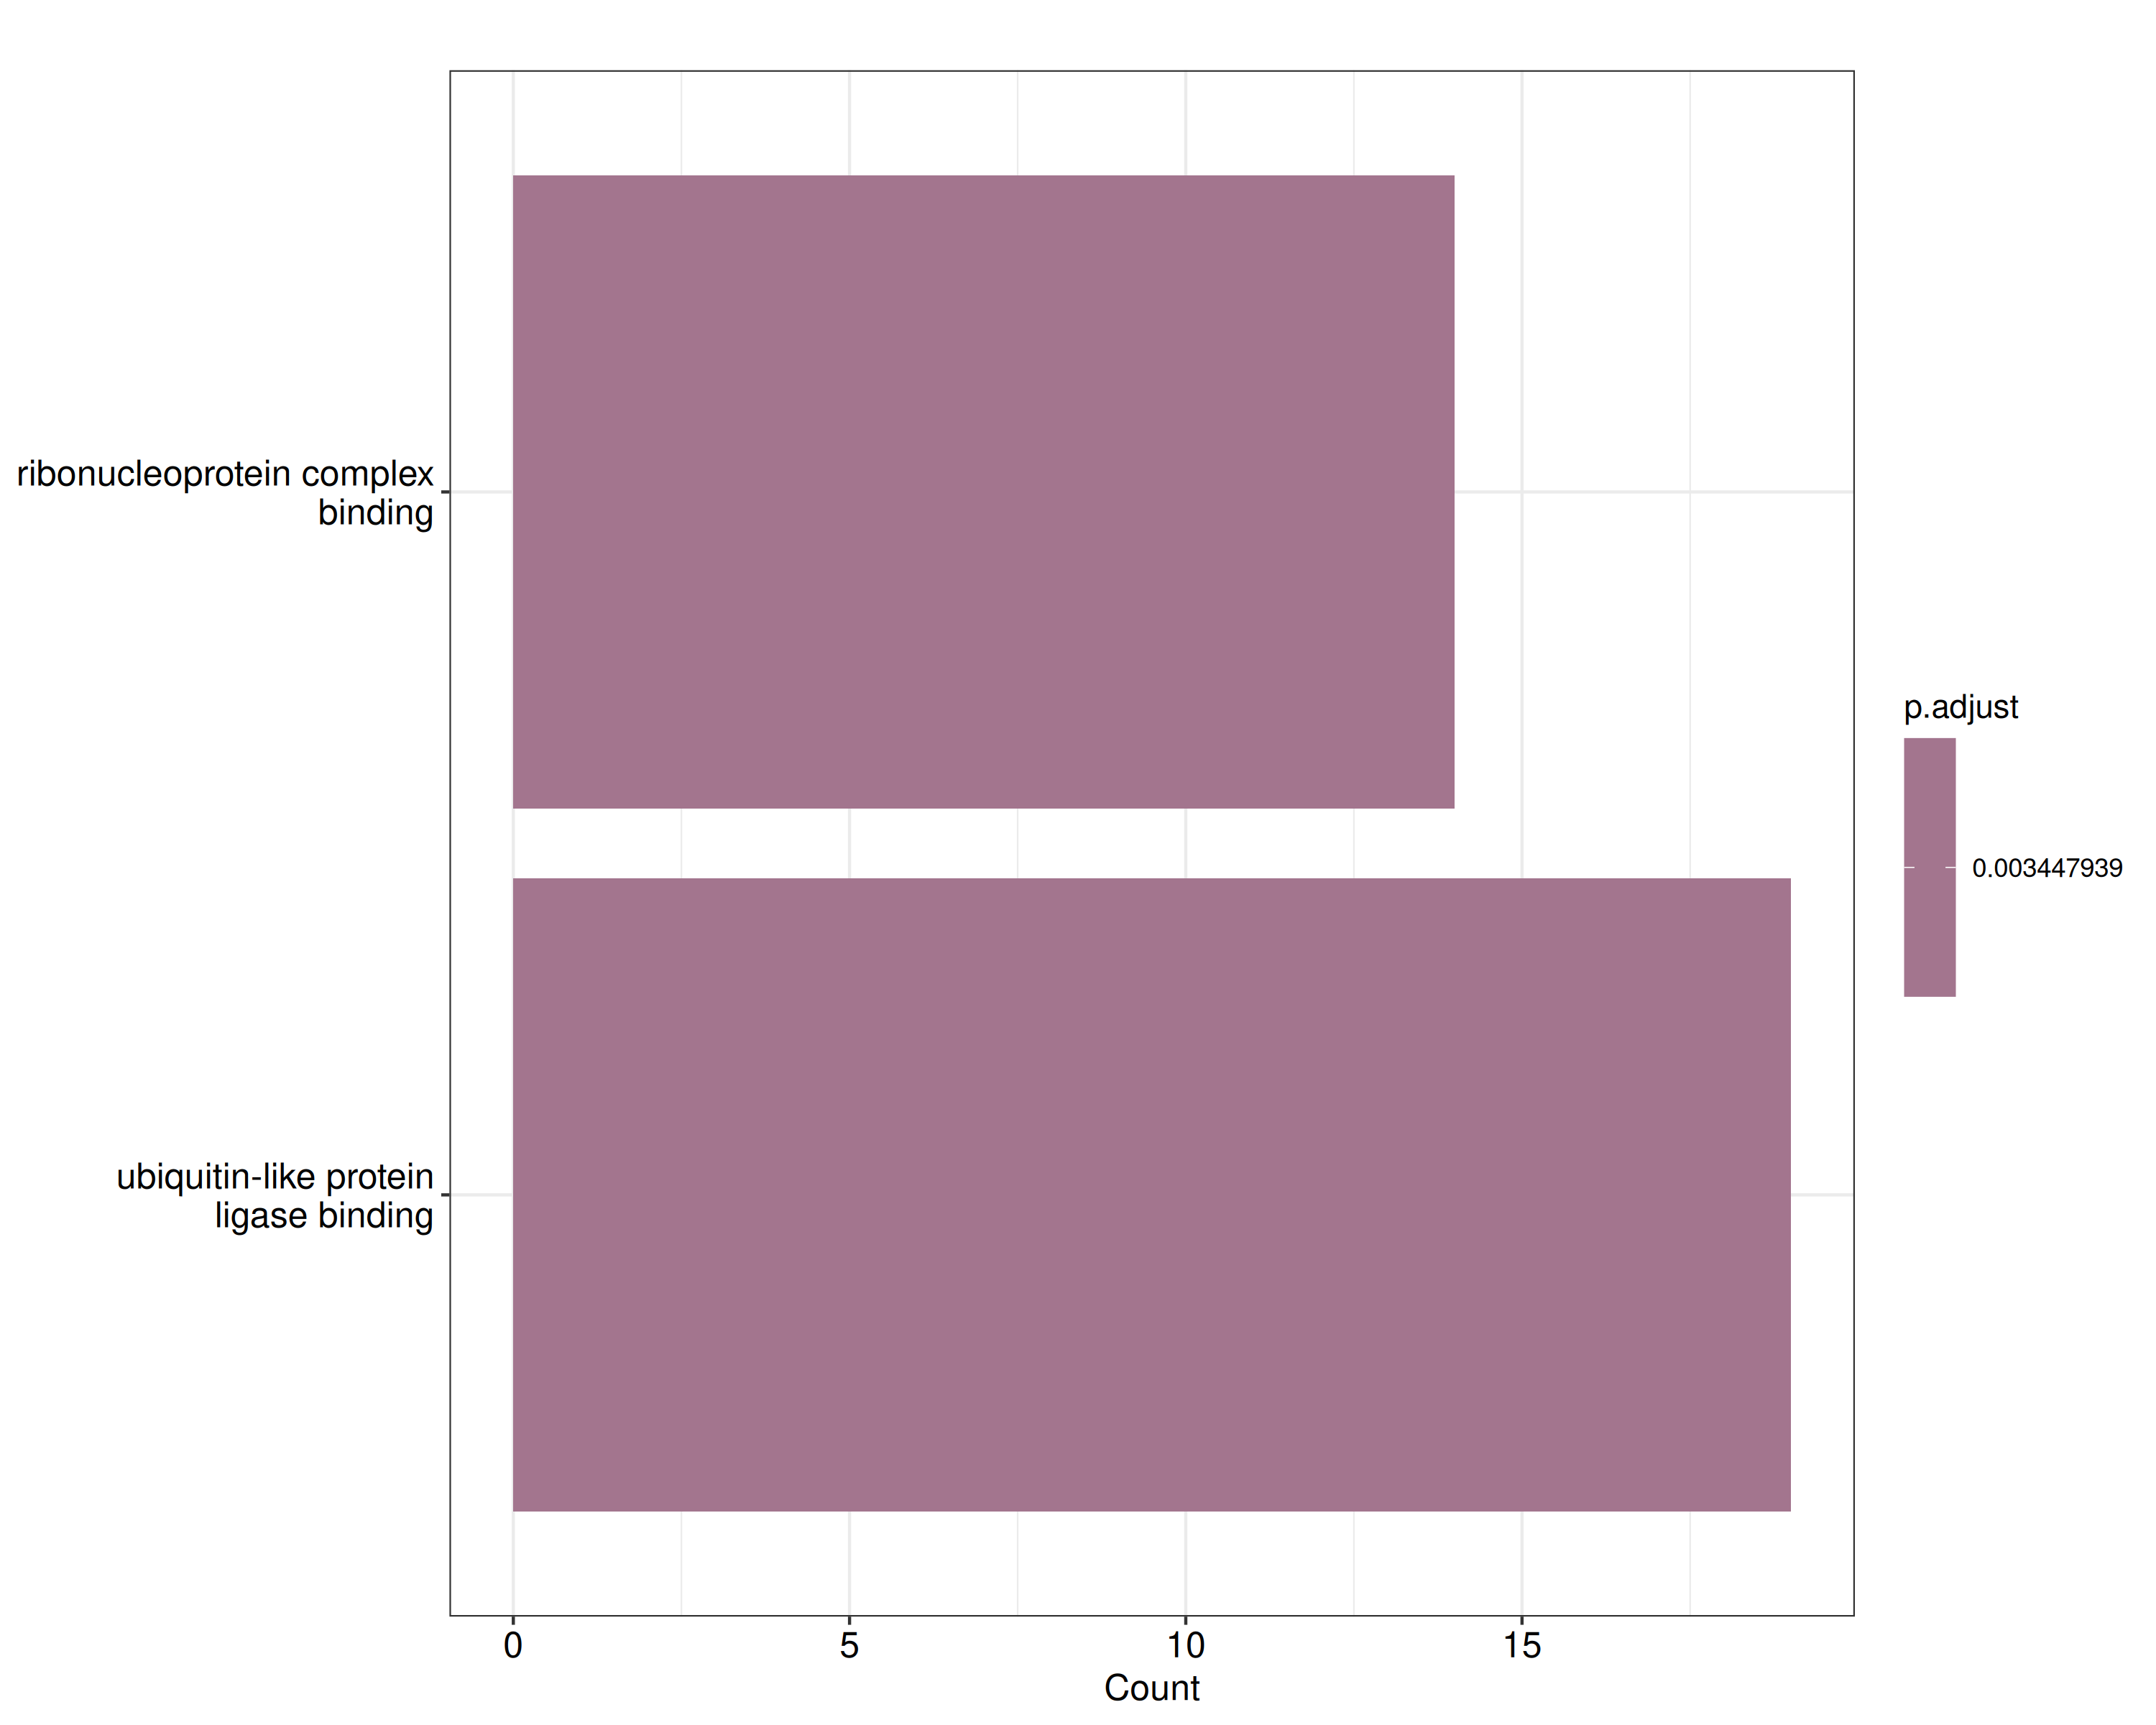 ribonucleoprotein complex
binding
ubiquitin-like protein
ligase binding
0
5
10
15
Count
p.adjust
0.003447939